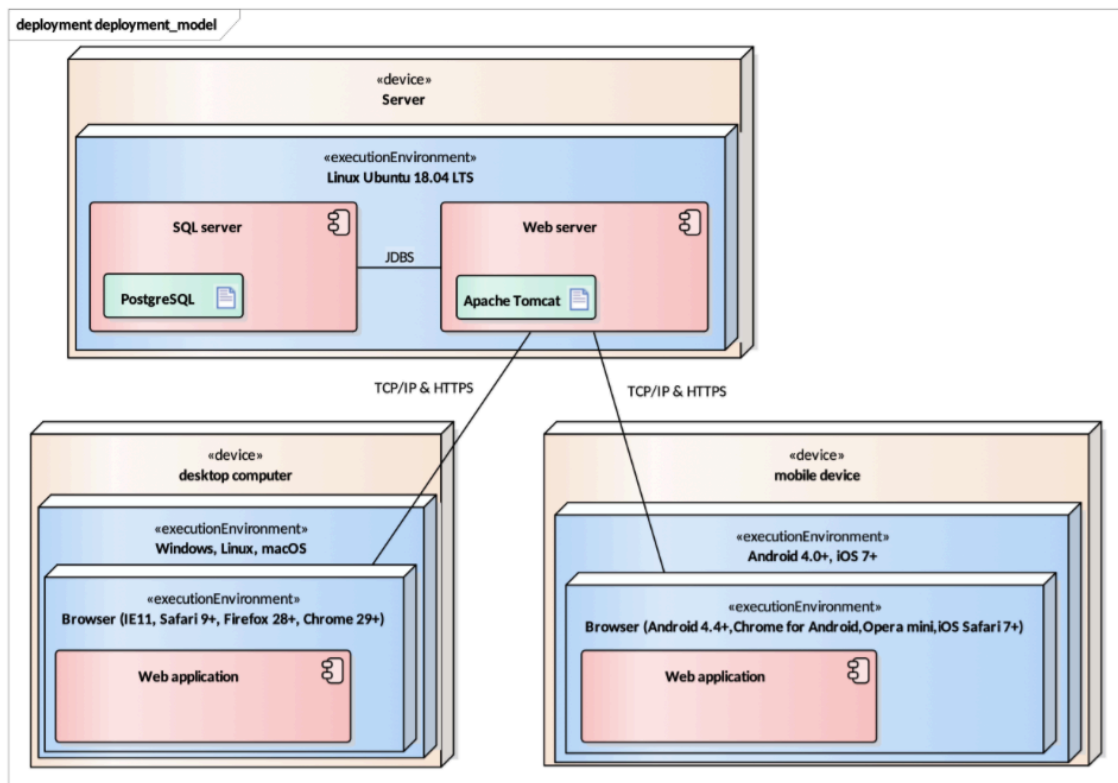 deployment deployment_model
«device»
Server
«executionEnvironment»
Linux Ubuntu 18.04 LTS
SQL server
Web server
JDBS
PostgreSQL
Apache Tomcat
TCP/IP & HTTPS
TCP/IP & HTTPS
«device»
desktop computer
«executionEnvironment»
Windows, Linux, macOS
«executionEnvironment»
Browser (IE11, Safari 9+, Firefox 28+, Chrome 29+)
Web application
«device»
mobile device
«executionEnvironment»
Android 4.0+, iOS 7+
«executionEnvironment»
Browser (Android 4.4+,Chrome for Android,Opera mini,iOS Safari 7+)
Web application